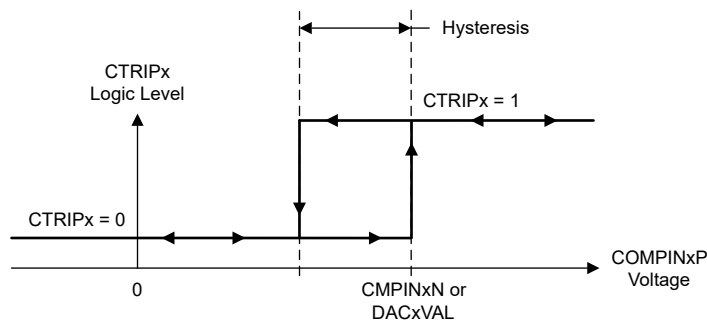 Hysteresis
CTRIPx
Logic Level
CTRIPx = 1
CTRIPx = 0
COMPINxP
Voltage
0
CMPINxN or
DACxVAL